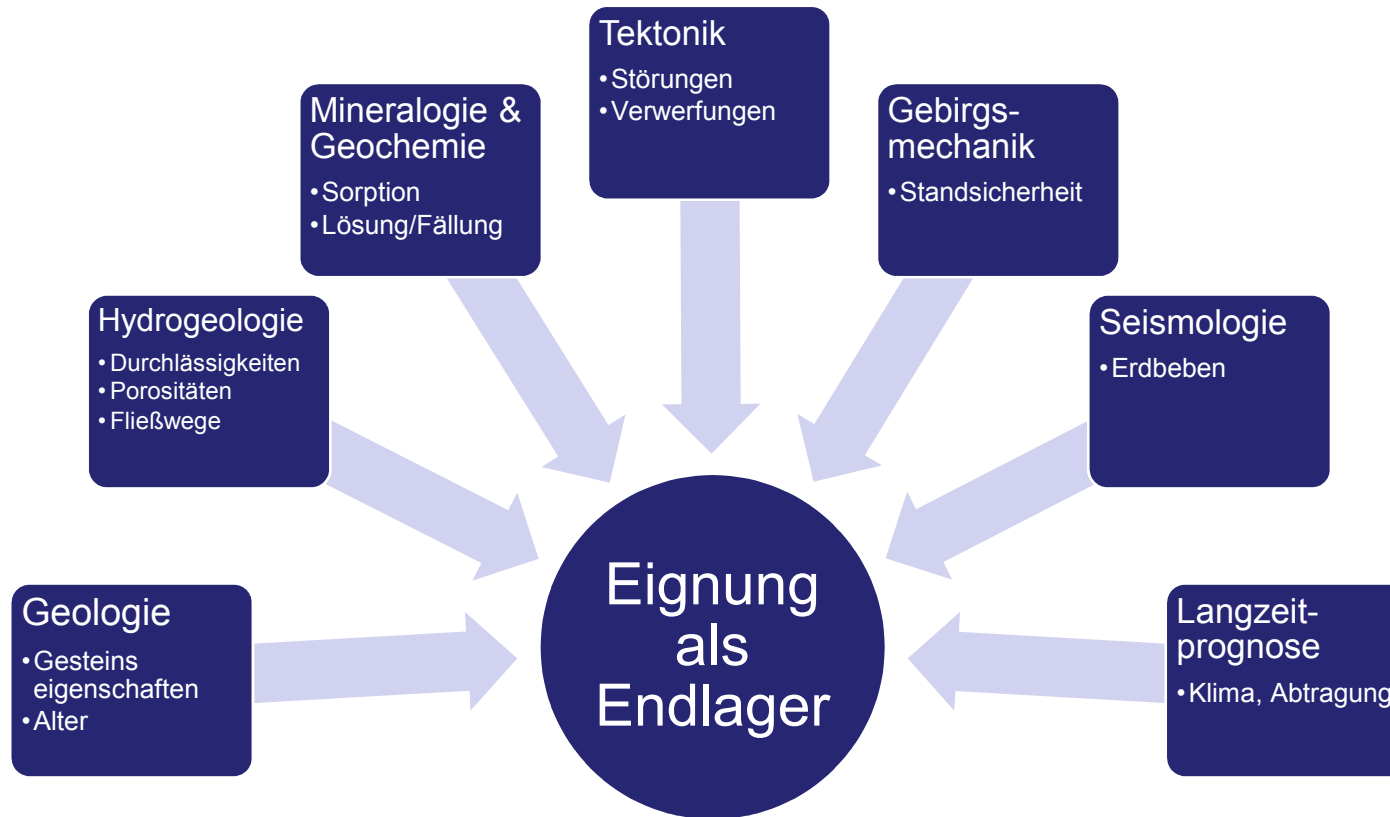 Tektonik
•Störungen
•Verwerfungen
Mineralogie &
Geochemie
•Sorption
•Lösung/Fällung
Gebirgs-
mechanik
•Standsicherheit
Hydrogeologie
•Durchlässigkeiten
•Porositäten
•Fließwege
Seismologie
•Erdbeben
Geologie
•Gesteins
eigenschaften
•Alter
Eignung
als
Endlager
Langzeit-
prognose
•Klima, Abtragung